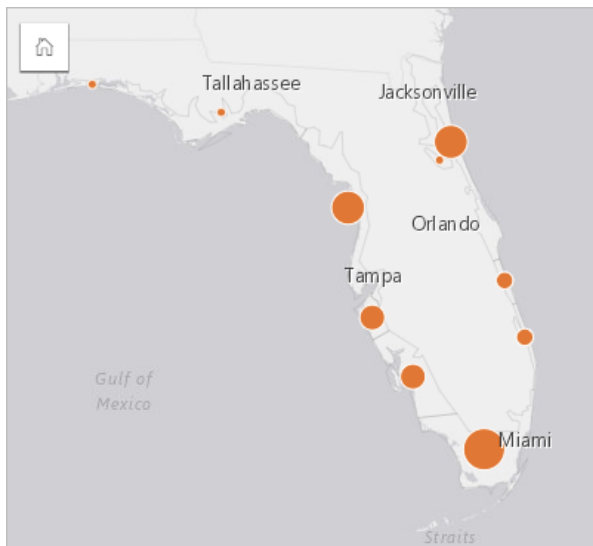 Tallahassee
Jacksonville
Orlando
Tampa
Gulf of
Mexico
Miami
Straits